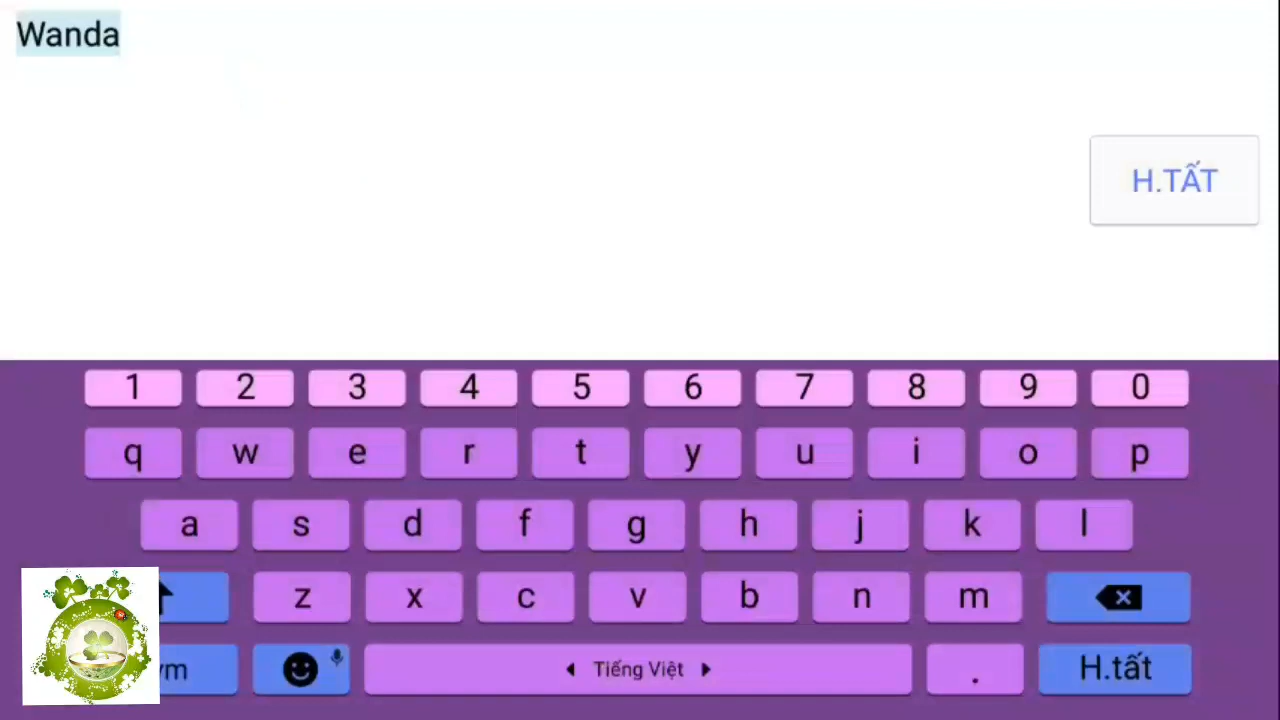 Wanda
H.TẤT
1 2 3 4 5 6 7 8 9 0
q w e r t y u i o p
a s d f g h j k l
z x c v b n m
◀ Tiếng Việt ▶ . H.tất